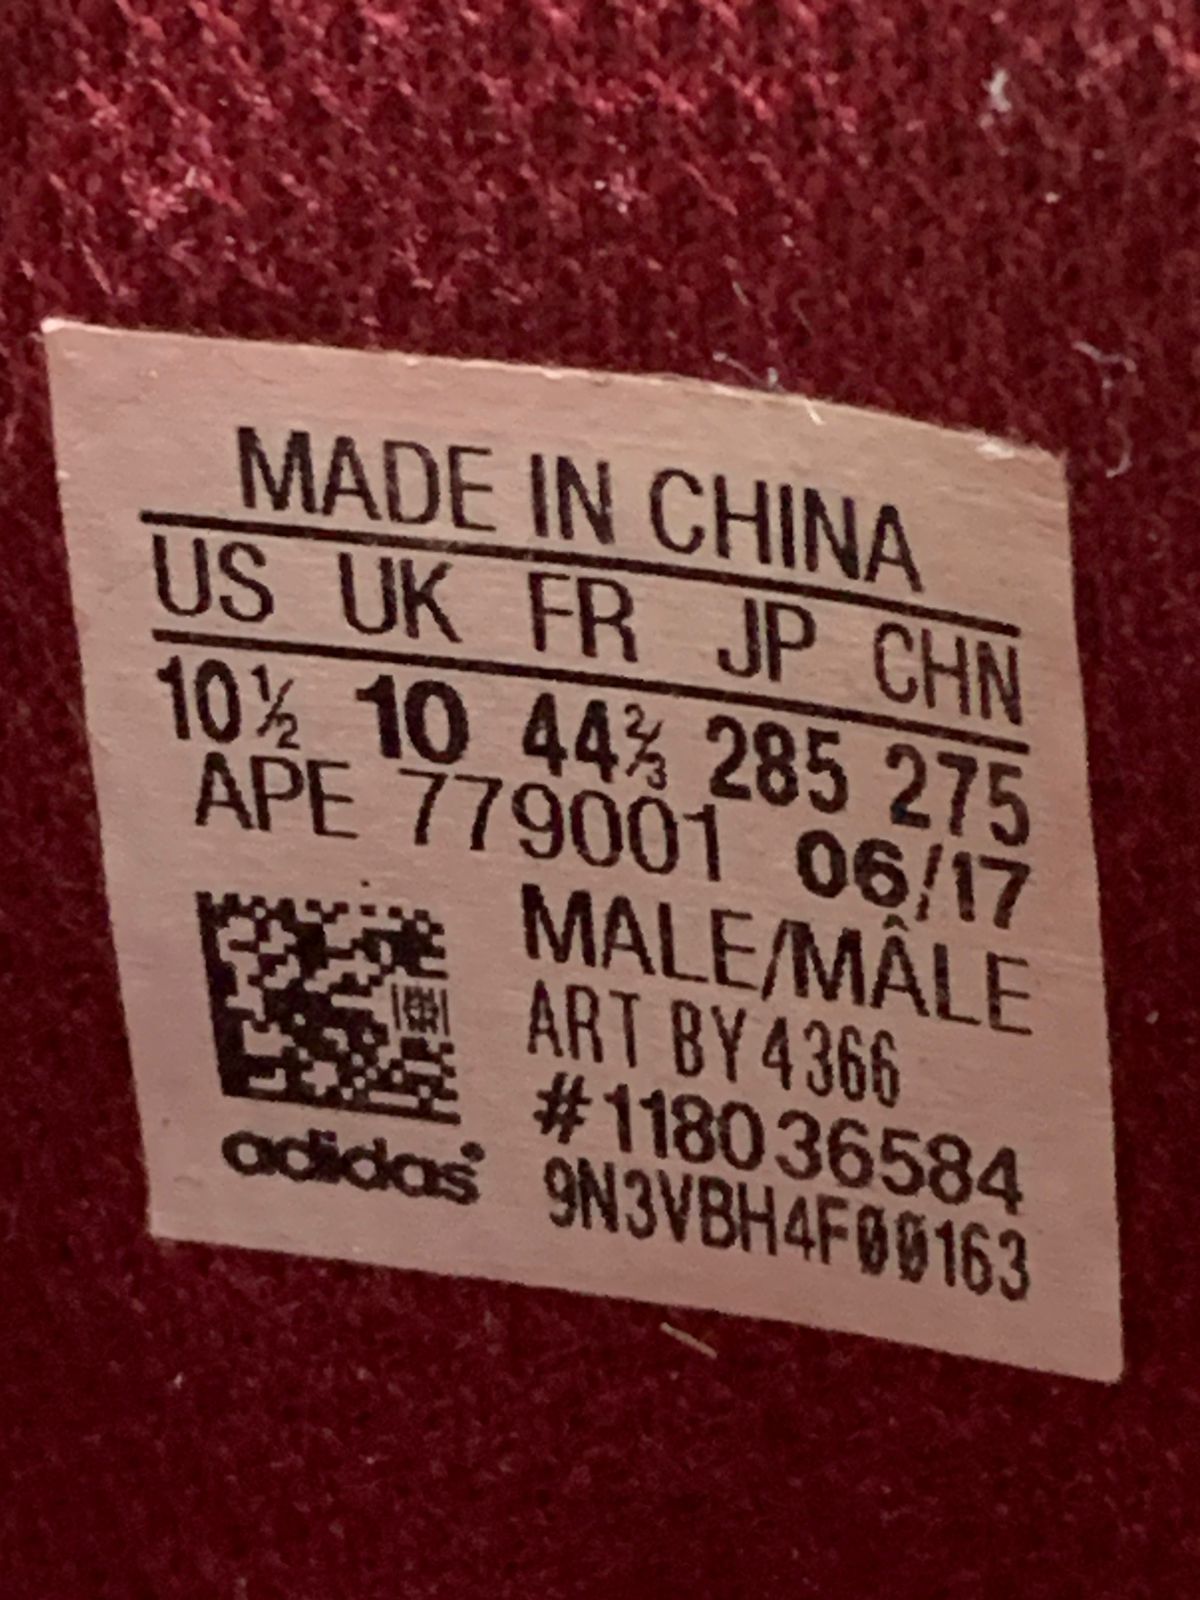 MADE IN CHINA
US UK FR JP CHN
10½ 10 44⅔ 285 275
APE 779001 06/17
MALE/MÂLE
ART BY4366
#118036584
9N3VBH4F00163
adidas